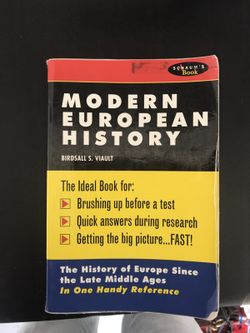 SCHAUM'S
Book
MODERN
EUROPEAN
HISTORY
BIRDSALL S. VIAULT
The Ideal Book for:
Brushing up before a test
Quick answers during research
Getting the big picture...FAST!
The History of Europe Since
the Late Middle Ages
In One Handy Reference